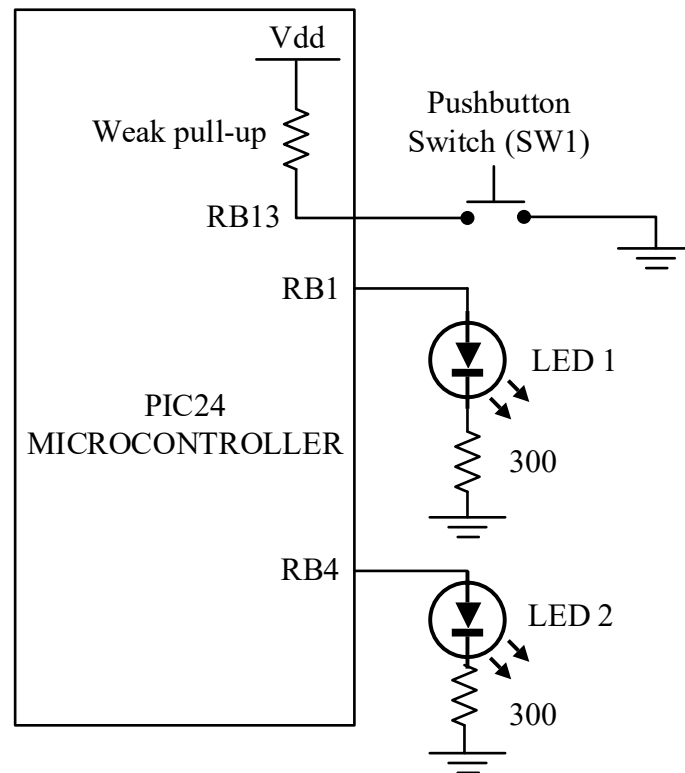 Vdd
Weak pull-up
Pushbutton
Switch (SW1)
RB13
RB1
LED 1
PIC24
MICROCONTROLLER
300
RB4
LED 2
300